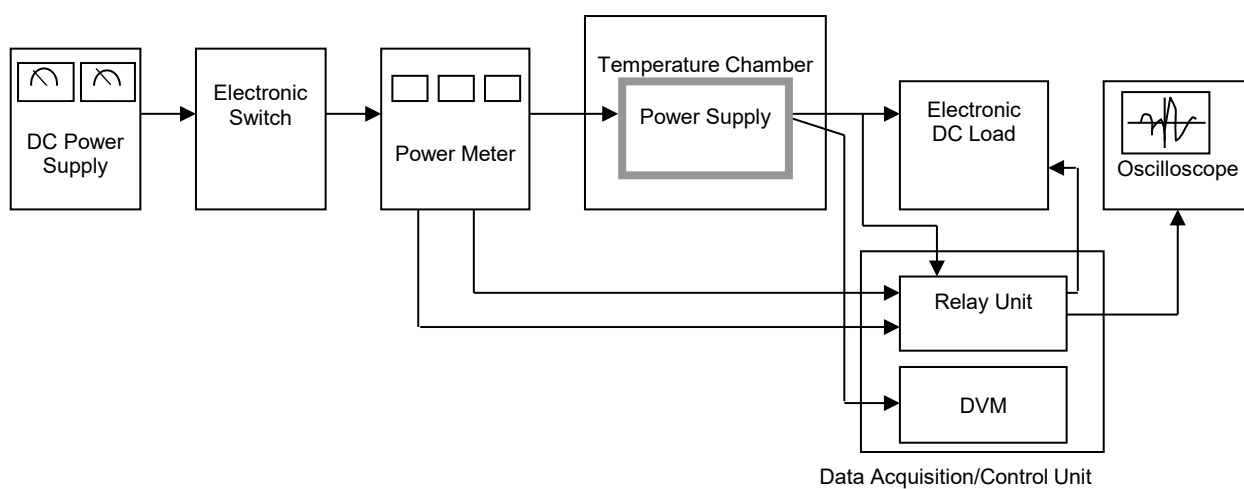 Temperature Chamber
DC Power
Supply
Electronic
Switch
Power Meter
Power Supply
Electronic
DC Load
Oscilloscope
Relay Unit
DVM
Data Acquisition/Control Unit